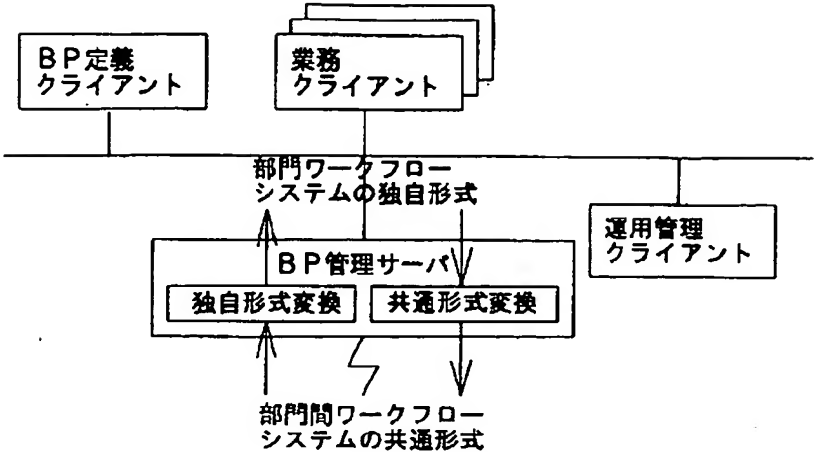 BP定義
クライアント
業務
クライアント
部門ワークフロー
システムの独自形式
運用管理
クライアント
BP管理サーバ
独自形式変換
共通形式変換
部門間ワークフロー
システムの共通形式